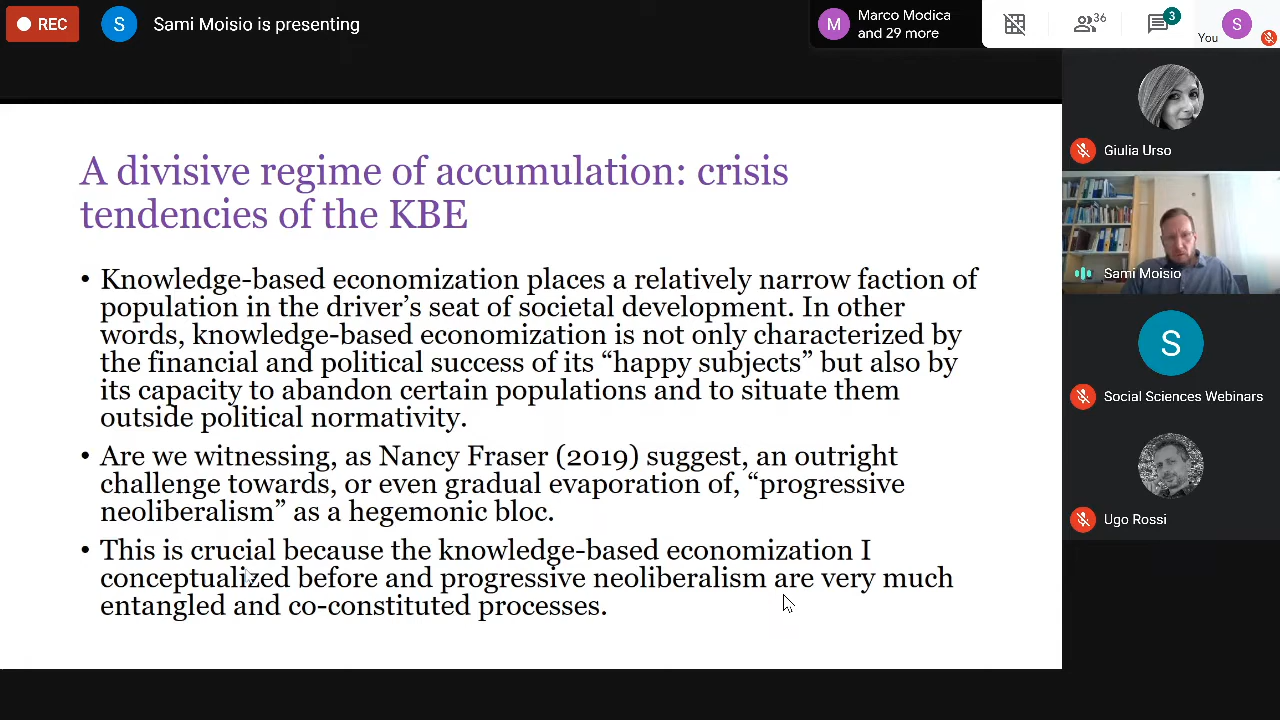 REC
S
Sami Moisio is presenting
M
Marco Modica
and 29 more
36
3
You
S
Giulia Urso
A divisive regime of accumulation: crisis
tendencies of the KBE
Sami Moisio
• Knowledge-based economization places a relatively narrow faction of
population in the driver’s seat of societal development. In other
words, knowledge-based economization is not only characterized by
the financial and political success of its “happy subjects” but also by
its capacity to abandon certain populations and to situate them
outside political normativity.
S
Social Sciences Webinars
• Are we witnessing, as Nancy Fraser (2019) suggest, an outright
challenge towards, or even gradual evaporation of, “progressive
neoliberalism” as a hegemonic bloc.
Ugo Rossi
• This is crucial because the knowledge-based economization I
conceptualized before and progressive neoliberalism are very much
entangled and co-constituted processes.